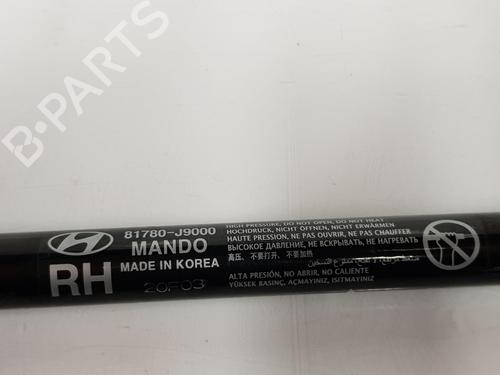 B-PARTS
81780-J9000
MANDO
RH
MADE IN KOREA
20F03
HIGH PRESSURE, DO NOT OPEN, DO NOT HEAT
HOCHDRUCK, NICHT ÖFFNEN, NICHT ERWÄRMEN
HAUTE PRESSION, NE PAS OUVRIR, NE PAS CHAUFFER
ВЫСОКОЕ ДАВЛЕНИЕ, НЕ ВСКРЫВАТЬ, НЕ НАГРЕВАТЬ
高压、不要打开、不要加热
ALTA PRESIÓN, NO ABRIR, NO CALIENTE
YÜKSEK BASINÇ, AÇMAYINIZ, ISITMAYINIZ